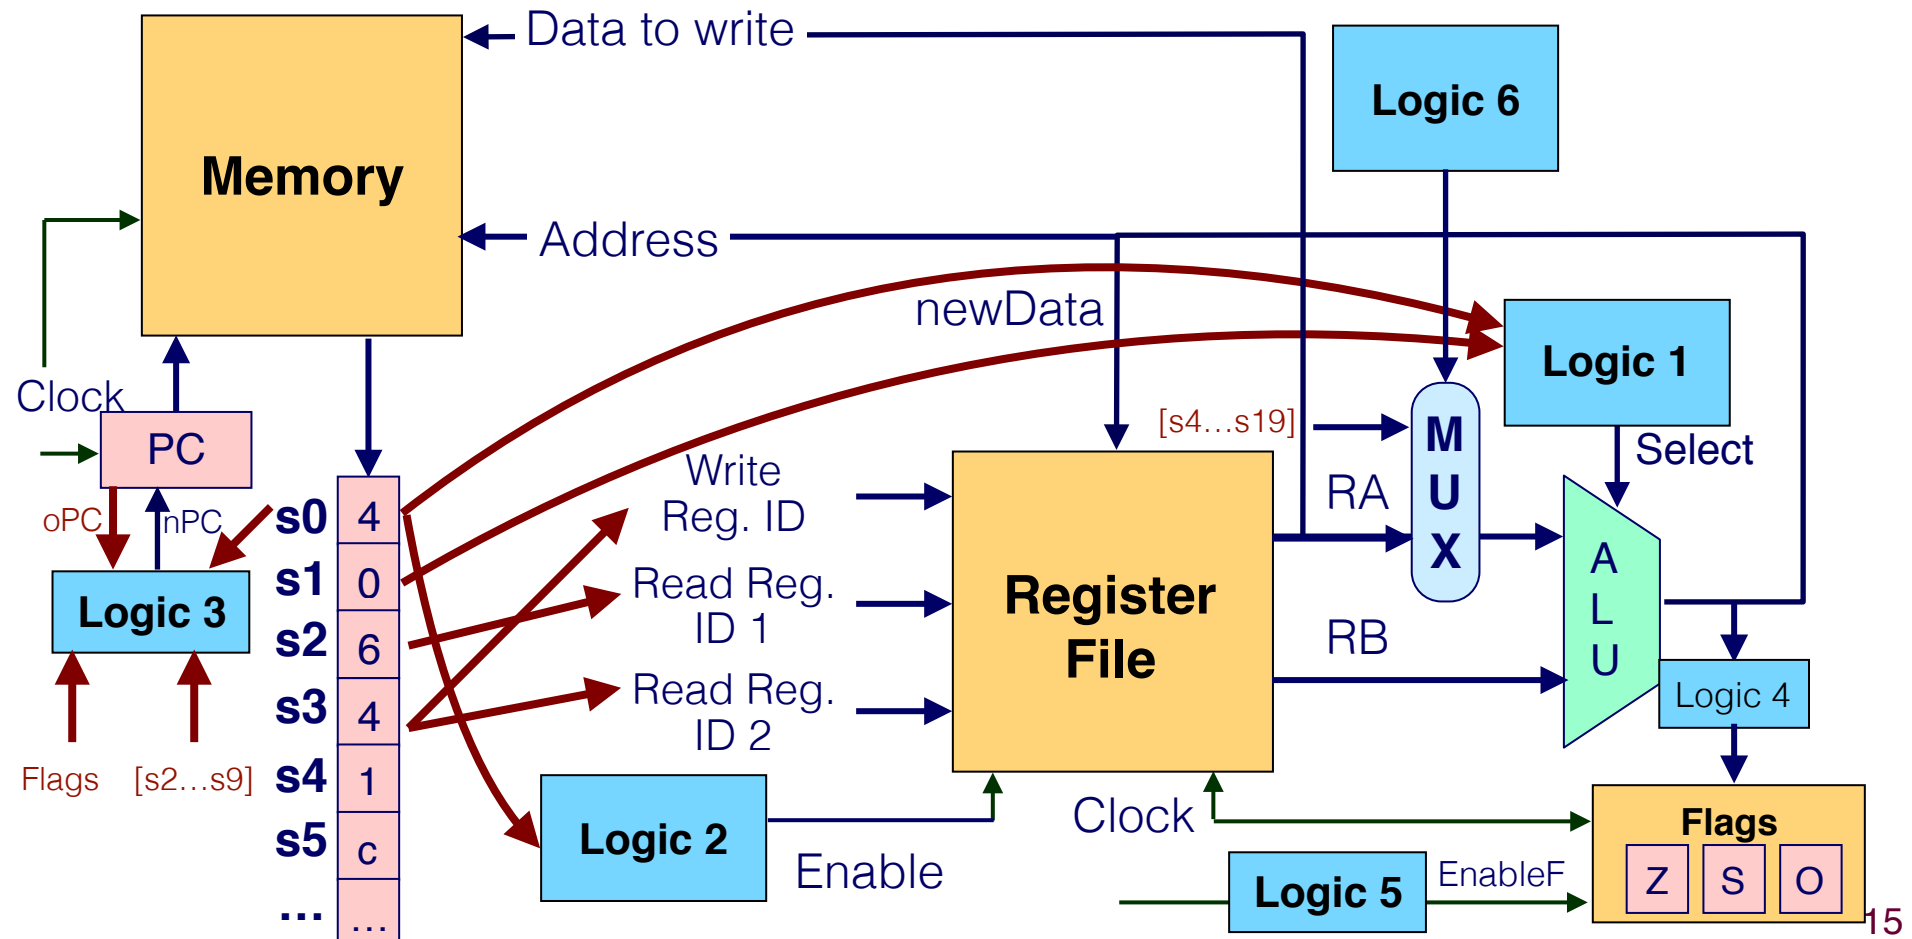 Data to write
Logic 6
Memory
Address
newData
Logic 1
Clock
PC
[s4...s19]
M
U
X
Select
Write
Reg. ID
RA
oPC
nPC
s0 4
s1 0
s2 6
s3 4
s4 1
s5 c
... ...
Logic 3
Flags
[s2...s9]
Read Reg.
ID 1
Read Reg.
ID 2
Register
File
RB
A
L
U
Logic 4
Logic 2
Enable
Clock
Flags
Z S O
Logic 5
EnableF
15